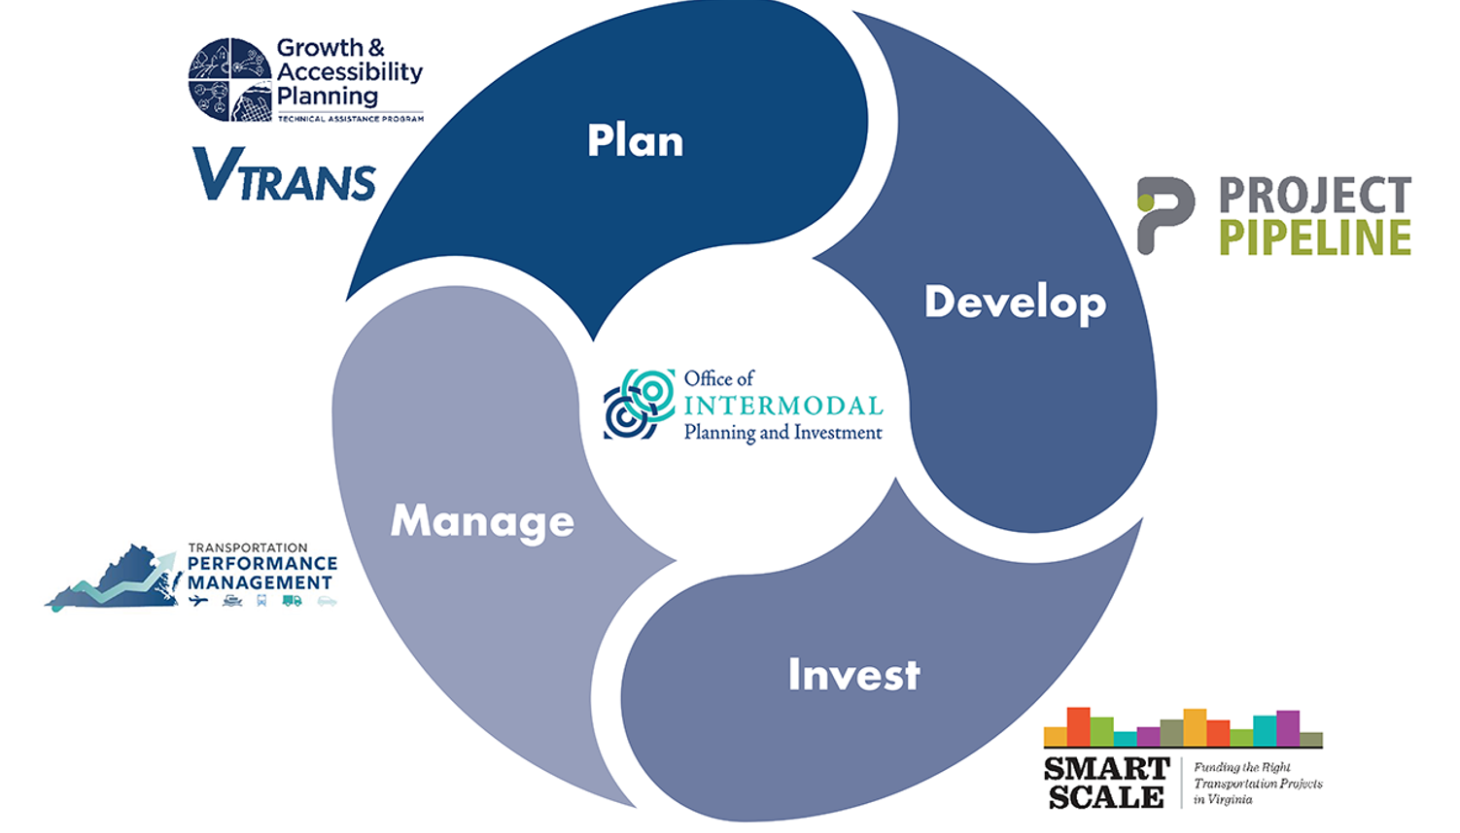 Growth &
Accessibility
Planning
TECHNICAL ASSISTANCE PROGRAM
VTRANS
Plan
PROJECT
PIPELINE
Develop
Office of
INTERMODAL
Planning and Investment
Manage
TRANSPORTATION
PERFORMANCE
MANAGEMENT
Invest
SMART
SCALE
Funding the Right
Transportation Projects
in Virginia